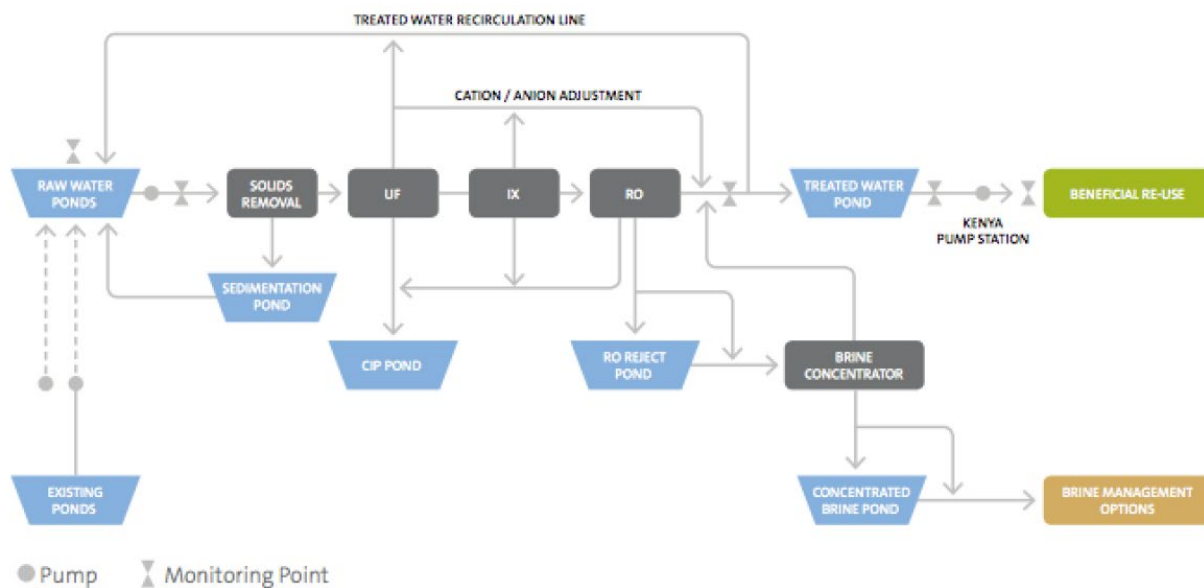 TREATED WATER RECIRCULATION LINE
CATION / ANION ADJUSTMENT
RAW WATER
PONDS
SOLIDS
REMOVAL
UF
IX
RO
TREATED WATER
POND
KENYA
PUMP STATION
BENEFICIAL RE-USE
SEDIMENTATION
POND
CIP POND
RO REJECT
POND
BRINE
CONCENTRATOR
EXISTING
PONDS
CONCENTRATED
BRINE POND
BRINE MANAGEMENT
OPTIONS
Pump
Monitoring Point